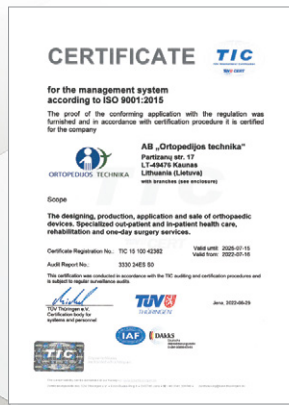 CERTIFICATE
TIC
TÜV CERT
for the management system
according to ISO 9001:2015
The proof of the conforming application with the regulation was
furnished and in accordance with certification procedure it is certified
for the company
AB „Ortopedijos technika"
Partizanų str. 17
LT-49476 Kaunas
Lithuania (Lietuva)
with branches (see enclosure)
ORTOPEDIJOS TECHNIKA
Scope
The designing, production, application and sale of orthopaedic
devices. Specialized out-patient and in-patient health care,
rehabilitation and one-day surgery services.
Certificate Registration No.: TIC 15 100 42362
Valid until: 2025-07-15
Valid from: 2022-07-16
Audit Report No.: 3330 24ES S0
This certification was conducted in accordance with the TIC auditing and certification procedures and
is subject to regular surveillance audits.
TÜV Thüringen e.V.
Certification body for
systems and personnel
TÜV
THÜRINGEN
Jena, 2022-06-29
IAF
DAkkS
TIC